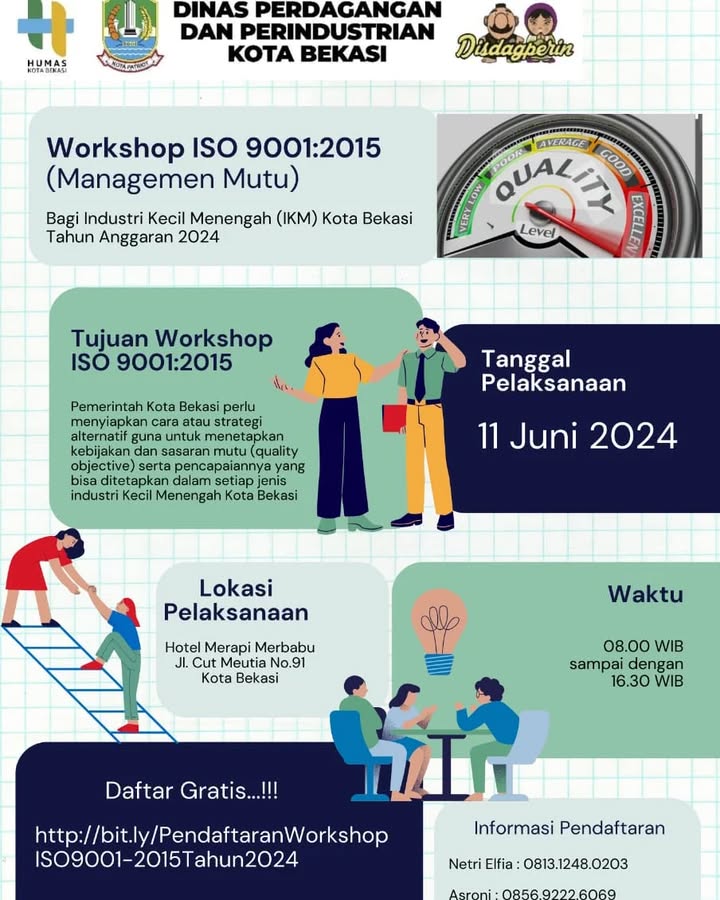 DINAS PERDAGANGAN
DAN PERINDUSTRIAN
KOTA BEKASI
HUMAS
KOTA BEKASI
KOTA PATRIOT
Disdagperin
Workshop ISO 9001:2015
(Managemen Mutu)
Bagi Industri Kecil Menengah (IKM) Kota Bekasi
Tahun Anggaran 2024
VERY LOW
POOR
AVERAGE
GOOD
EXCELLENT
QUALiTY
Level
Tujuan Workshop
ISO 9001:2015
Pemerintah Kota Bekasi perlu
menyiapkan cara atau strategi
alternatif guna untuk menetapkan
kebijakan dan sasaran mutu (quality
objective) serta pencapaiannya yang
bisa ditetapkan dalam setiap jenis
industri Kecil Menengah Kota Bekasi
Tanggal
Pelaksanaan
11 Juni 2024
Lokasi
Pelaksanaan
Hotel Merapi Merbabu
Jl. Cut Meutia No.91
Kota Bekasi
Waktu
08.00 WIB
sampai dengan
16.30 WIB
Daftar Gratis...!!!
http://bit.ly/PendaftaranWorkshop
ISO9001-2015Tahun2024
Informasi Pendaftaran
Netri Elfia : 0813.1248.0203
Asroni : 0856.9222.6069